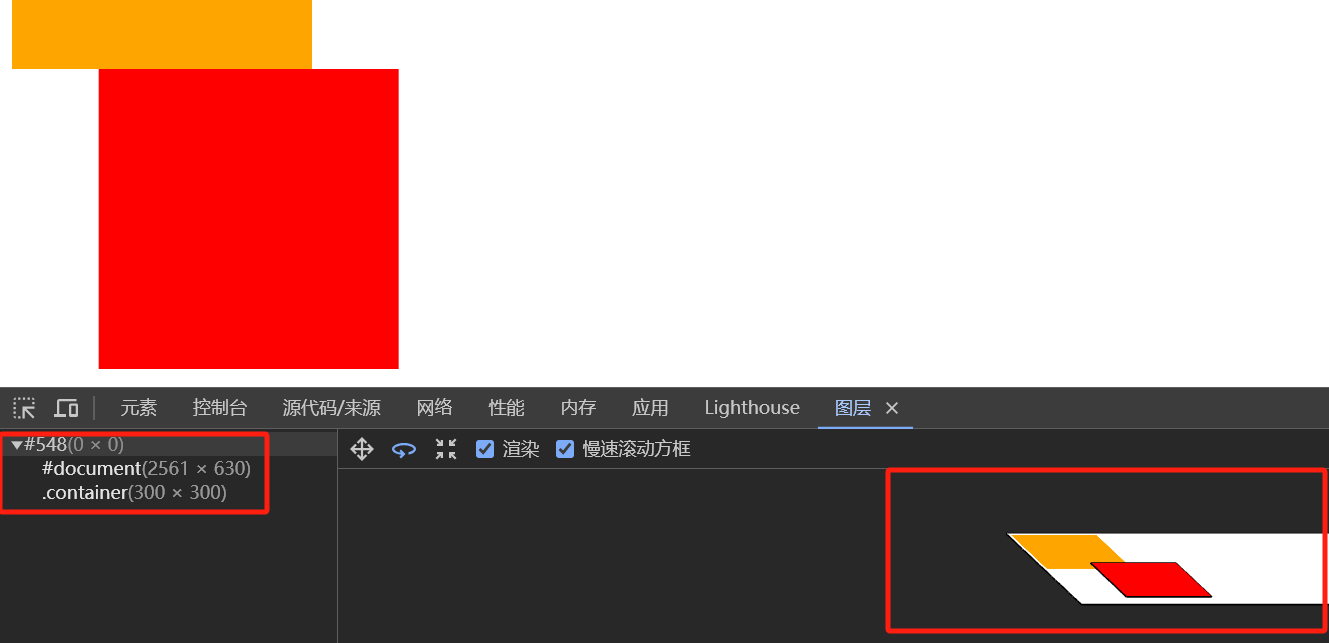 元素 控制台 源代码/来源 网络 性能 内存 应用 Lighthouse 图层 ×
▼#548(0 × 0)
#document(2561 × 630)
.container(300 × 300)
渲染 慢速滚动方框